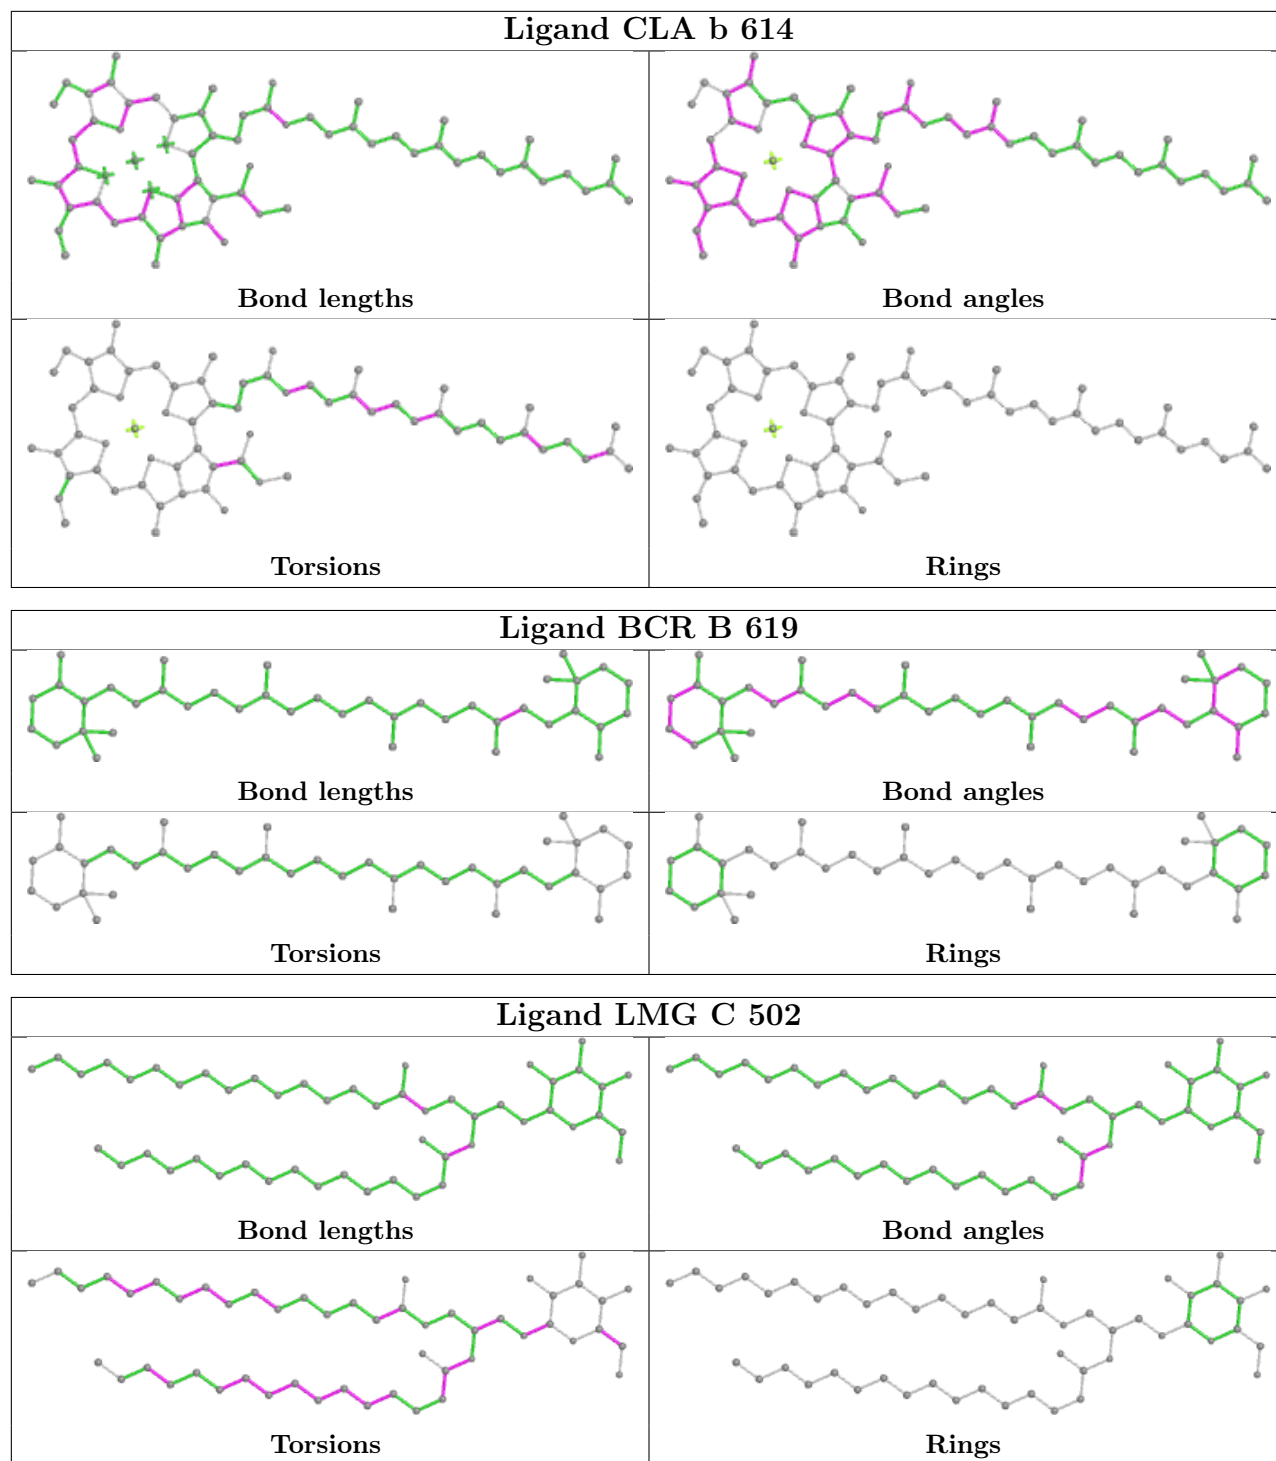 Ligand CLA b 614
Bond lengths
Bond angles
Torsions
Rings
Ligand BCR B 619
Bond lengths
Bond angles
Torsions
Rings
Ligand LMG C 502
Bond lengths
Bond angles
Torsions
Rings